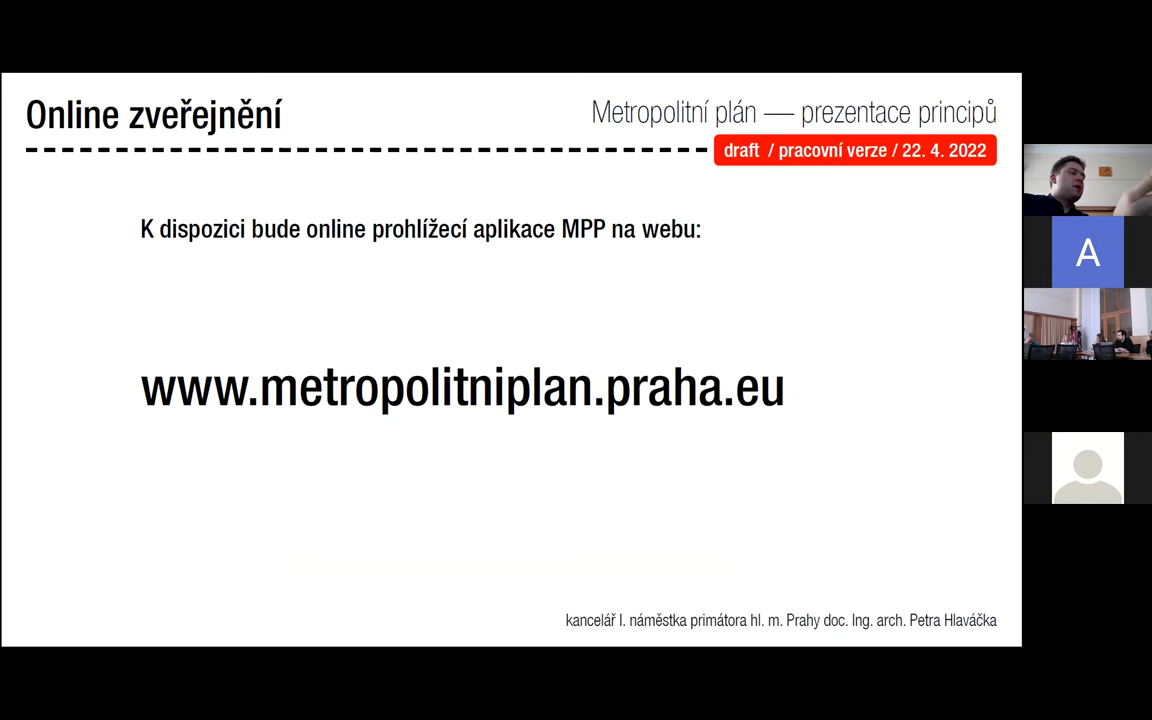 Online zveřejnění
Metropolitní plán — prezentace principů
draft / pracovní verze / 22. 4. 2022
K dispozici bude online prohlížecí aplikace MPP na webu:
www.metropolitniplan.praha.eu
kancelář I. náměstka primátora hl. m. Prahy doc. Ing. arch. Petra Hlaváčka
A